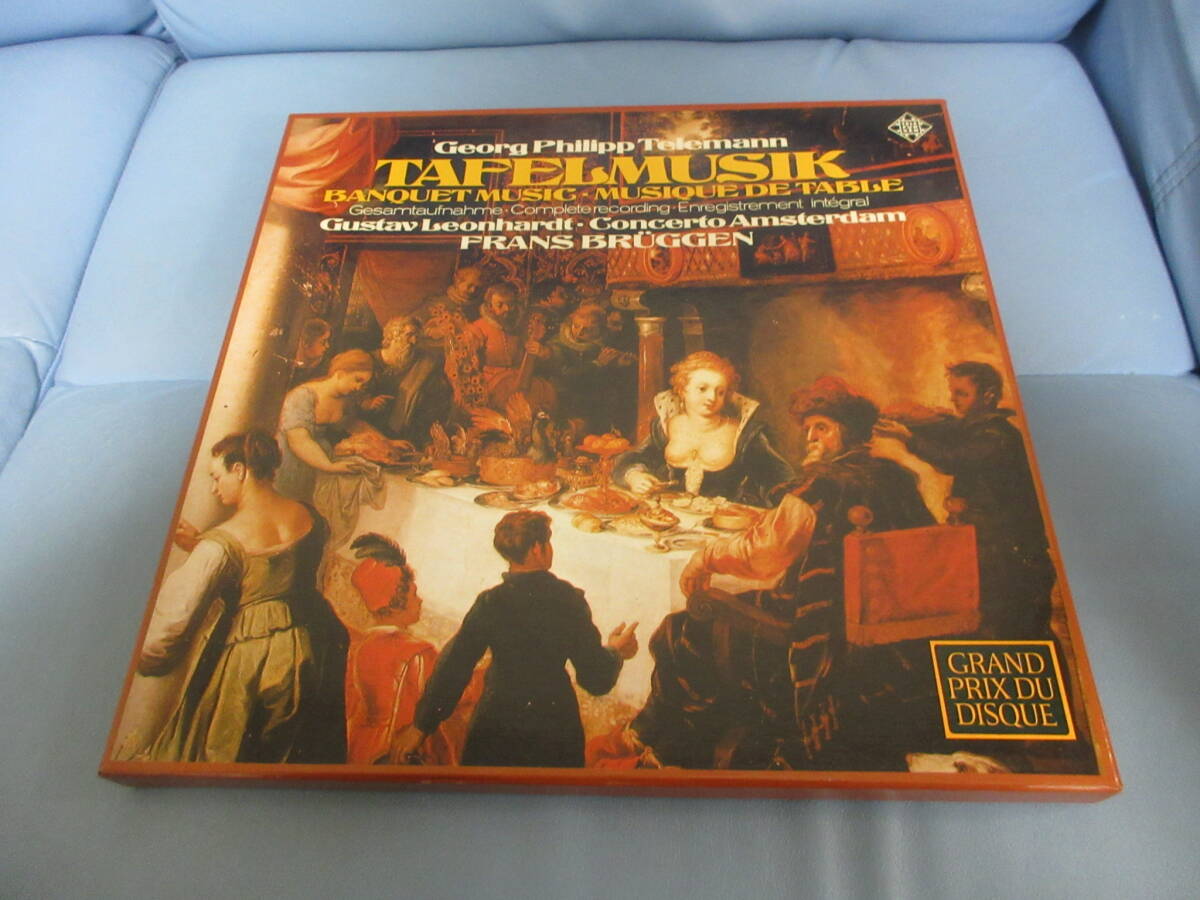 Georg Philipp Telemann
TAFELMUSIK
BANQUET MUSIC · MUSIQUE DE TABLE
Gesamtaufnahme · Complete recording · Enregistrement Intégral
Gustav Leonhardt · Concerto Amsterdam
FRANS BRÜGGEN
GRAND
PRIX DU
DISQUE